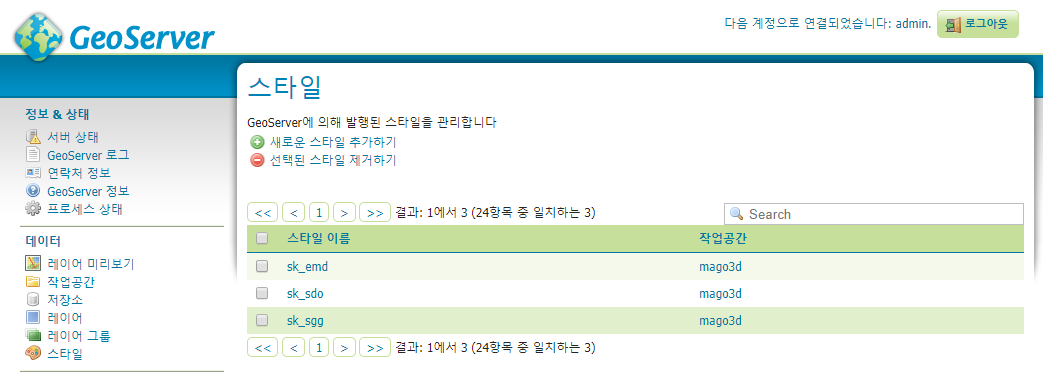 GeoServer
다음 계정으로 연결되었습니다: admin. 로그아웃
정보 & 상태
서버 상태
GeoServer 로그
연락처 정보
GeoServer 정보
프로세스 상태
데이터
레이어 미리보기
작업공간
저장소
레이어
레이어 그룹
스타일
스타일
GeoServer에 의해 발행된 스타일을 관리합니다
새로운 스타일 추가하기
선택된 스타일 제거하기
<< < 1 > >> 결과: 1에서 3 (24항목 중 일치하는 3) Search
스타일 이름 작업공간
sk_emd mago3d
sk_sdo mago3d
sk_sgg mago3d
<< < 1 > >> 결과: 1에서 3 (24항목 중 일치하는 3)